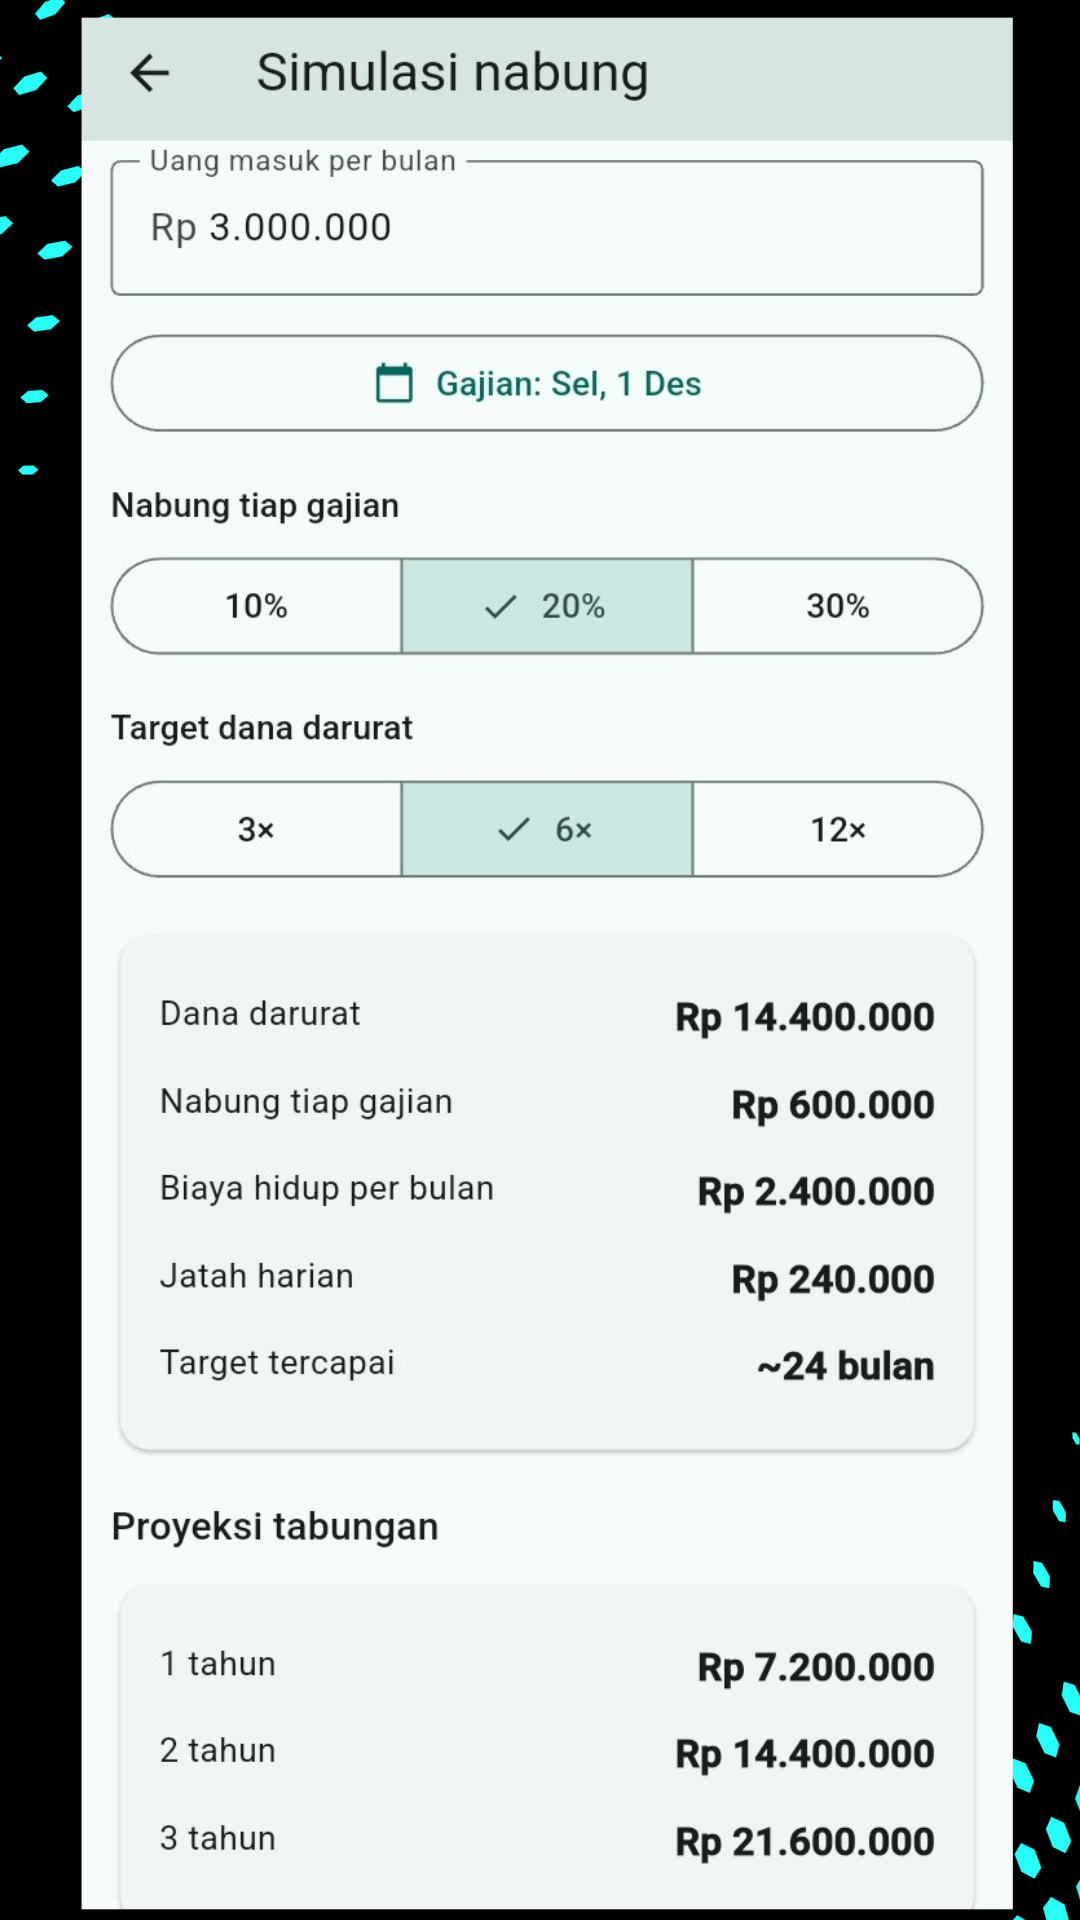 Simulasi nabung
Uang masuk per bulan
Rp 3.000.000
Gajian: Sel, 1 Des
Nabung tiap gajian
10% 20% 30%
Target dana darurat
3× 6× 12×
Dana darurat Rp 14.400.000
Nabung tiap gajian Rp 600.000
Biaya hidup per bulan Rp 2.400.000
Jatah harian Rp 240.000
Target tercapai ~24 bulan
Proyeksi tabungan
1 tahun Rp 7.200.000
2 tahun Rp 14.400.000
3 tahun Rp 21.600.000